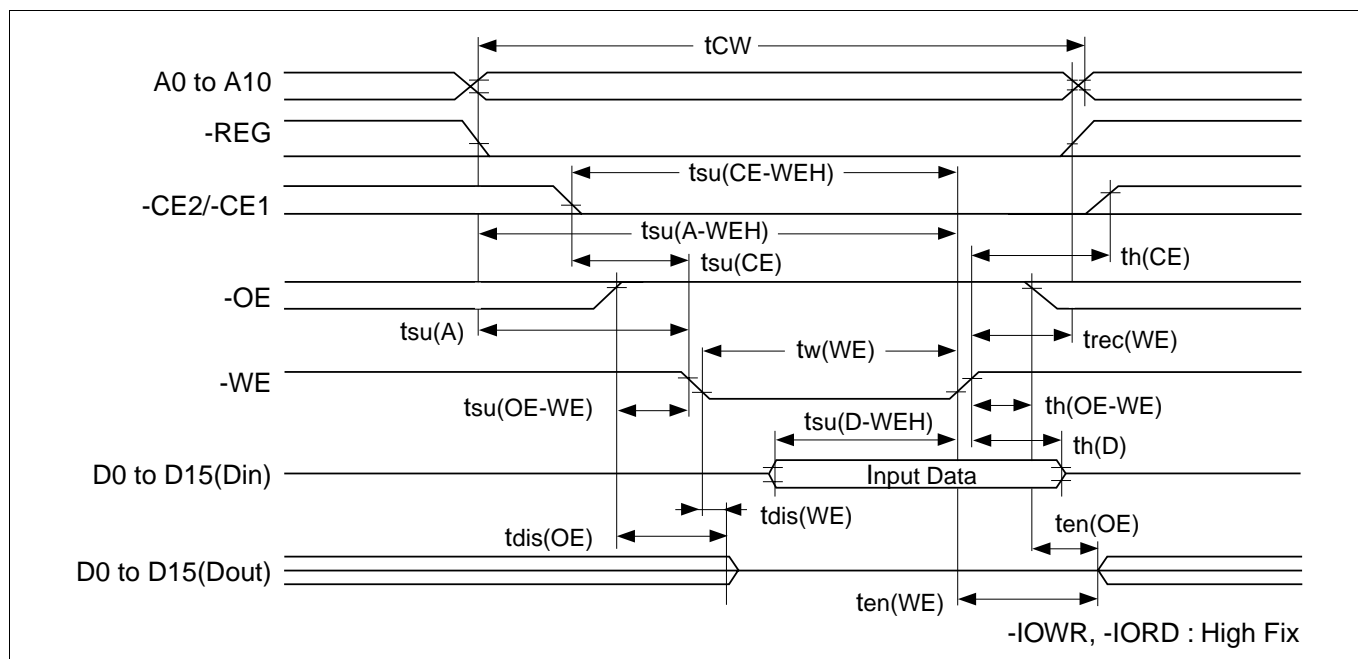 tCW
A0 to A10
-REG
tsu(CE-WEH)
-CE2/-CE1
tsu(A-WEH)
tsu(CE)
th(CE)
-OE
tsu(A)
trec(WE)
tw(WE)
-WE
tsu(OE-WE)
th(OE-WE)
tsu(D-WEH)
th(D)
D0 to D15(Din)
Input Data
tdis(WE)
tdis(OE)
ten(OE)
D0 to D15(Dout)
ten(WE)
-IOWR, -IORD : High Fix